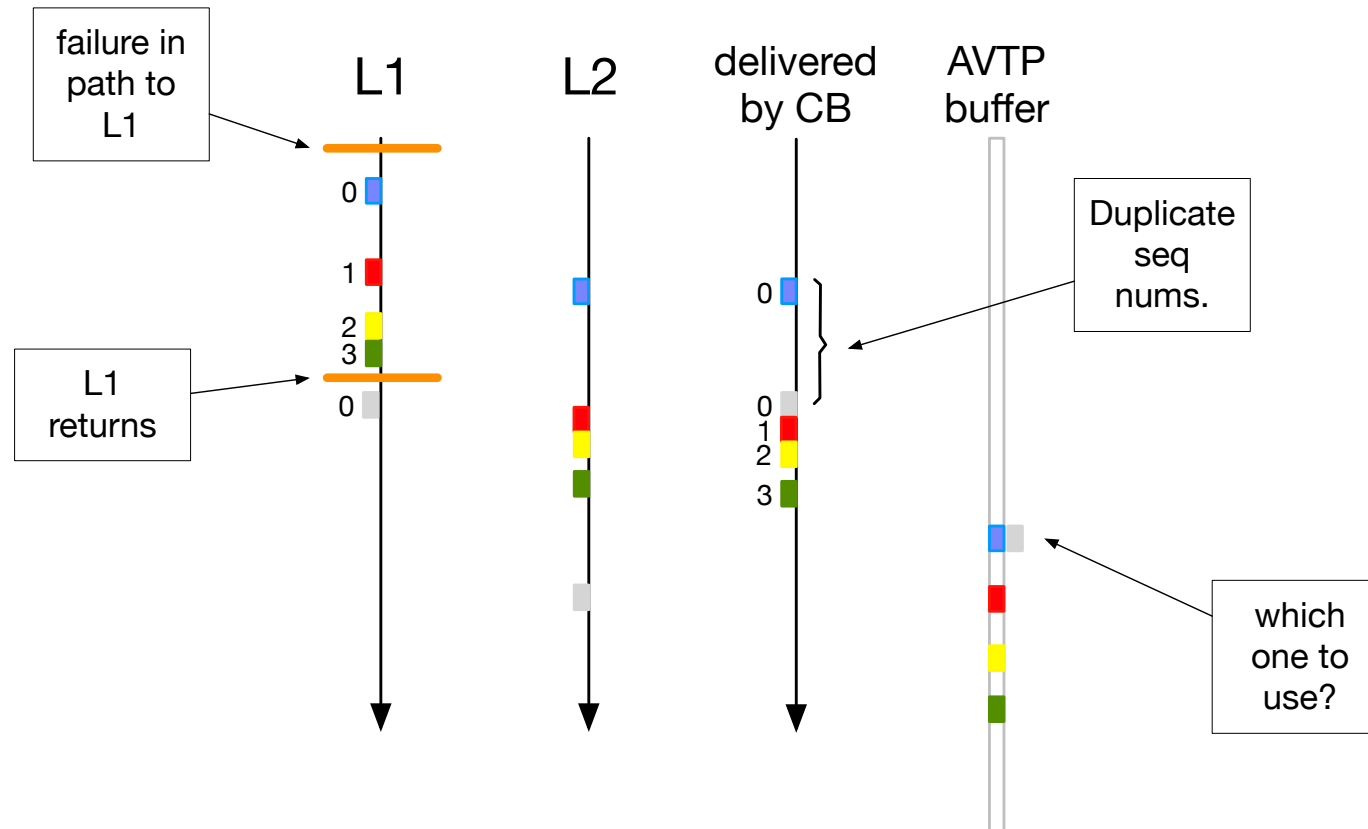 failure in
path to
L1
L1
L2
delivered
by CB
AVTP
buffer
0
1
2
3
0
L1
returns
0
0
1
2
3
Duplicate
seq
nums.
which
one to
use?